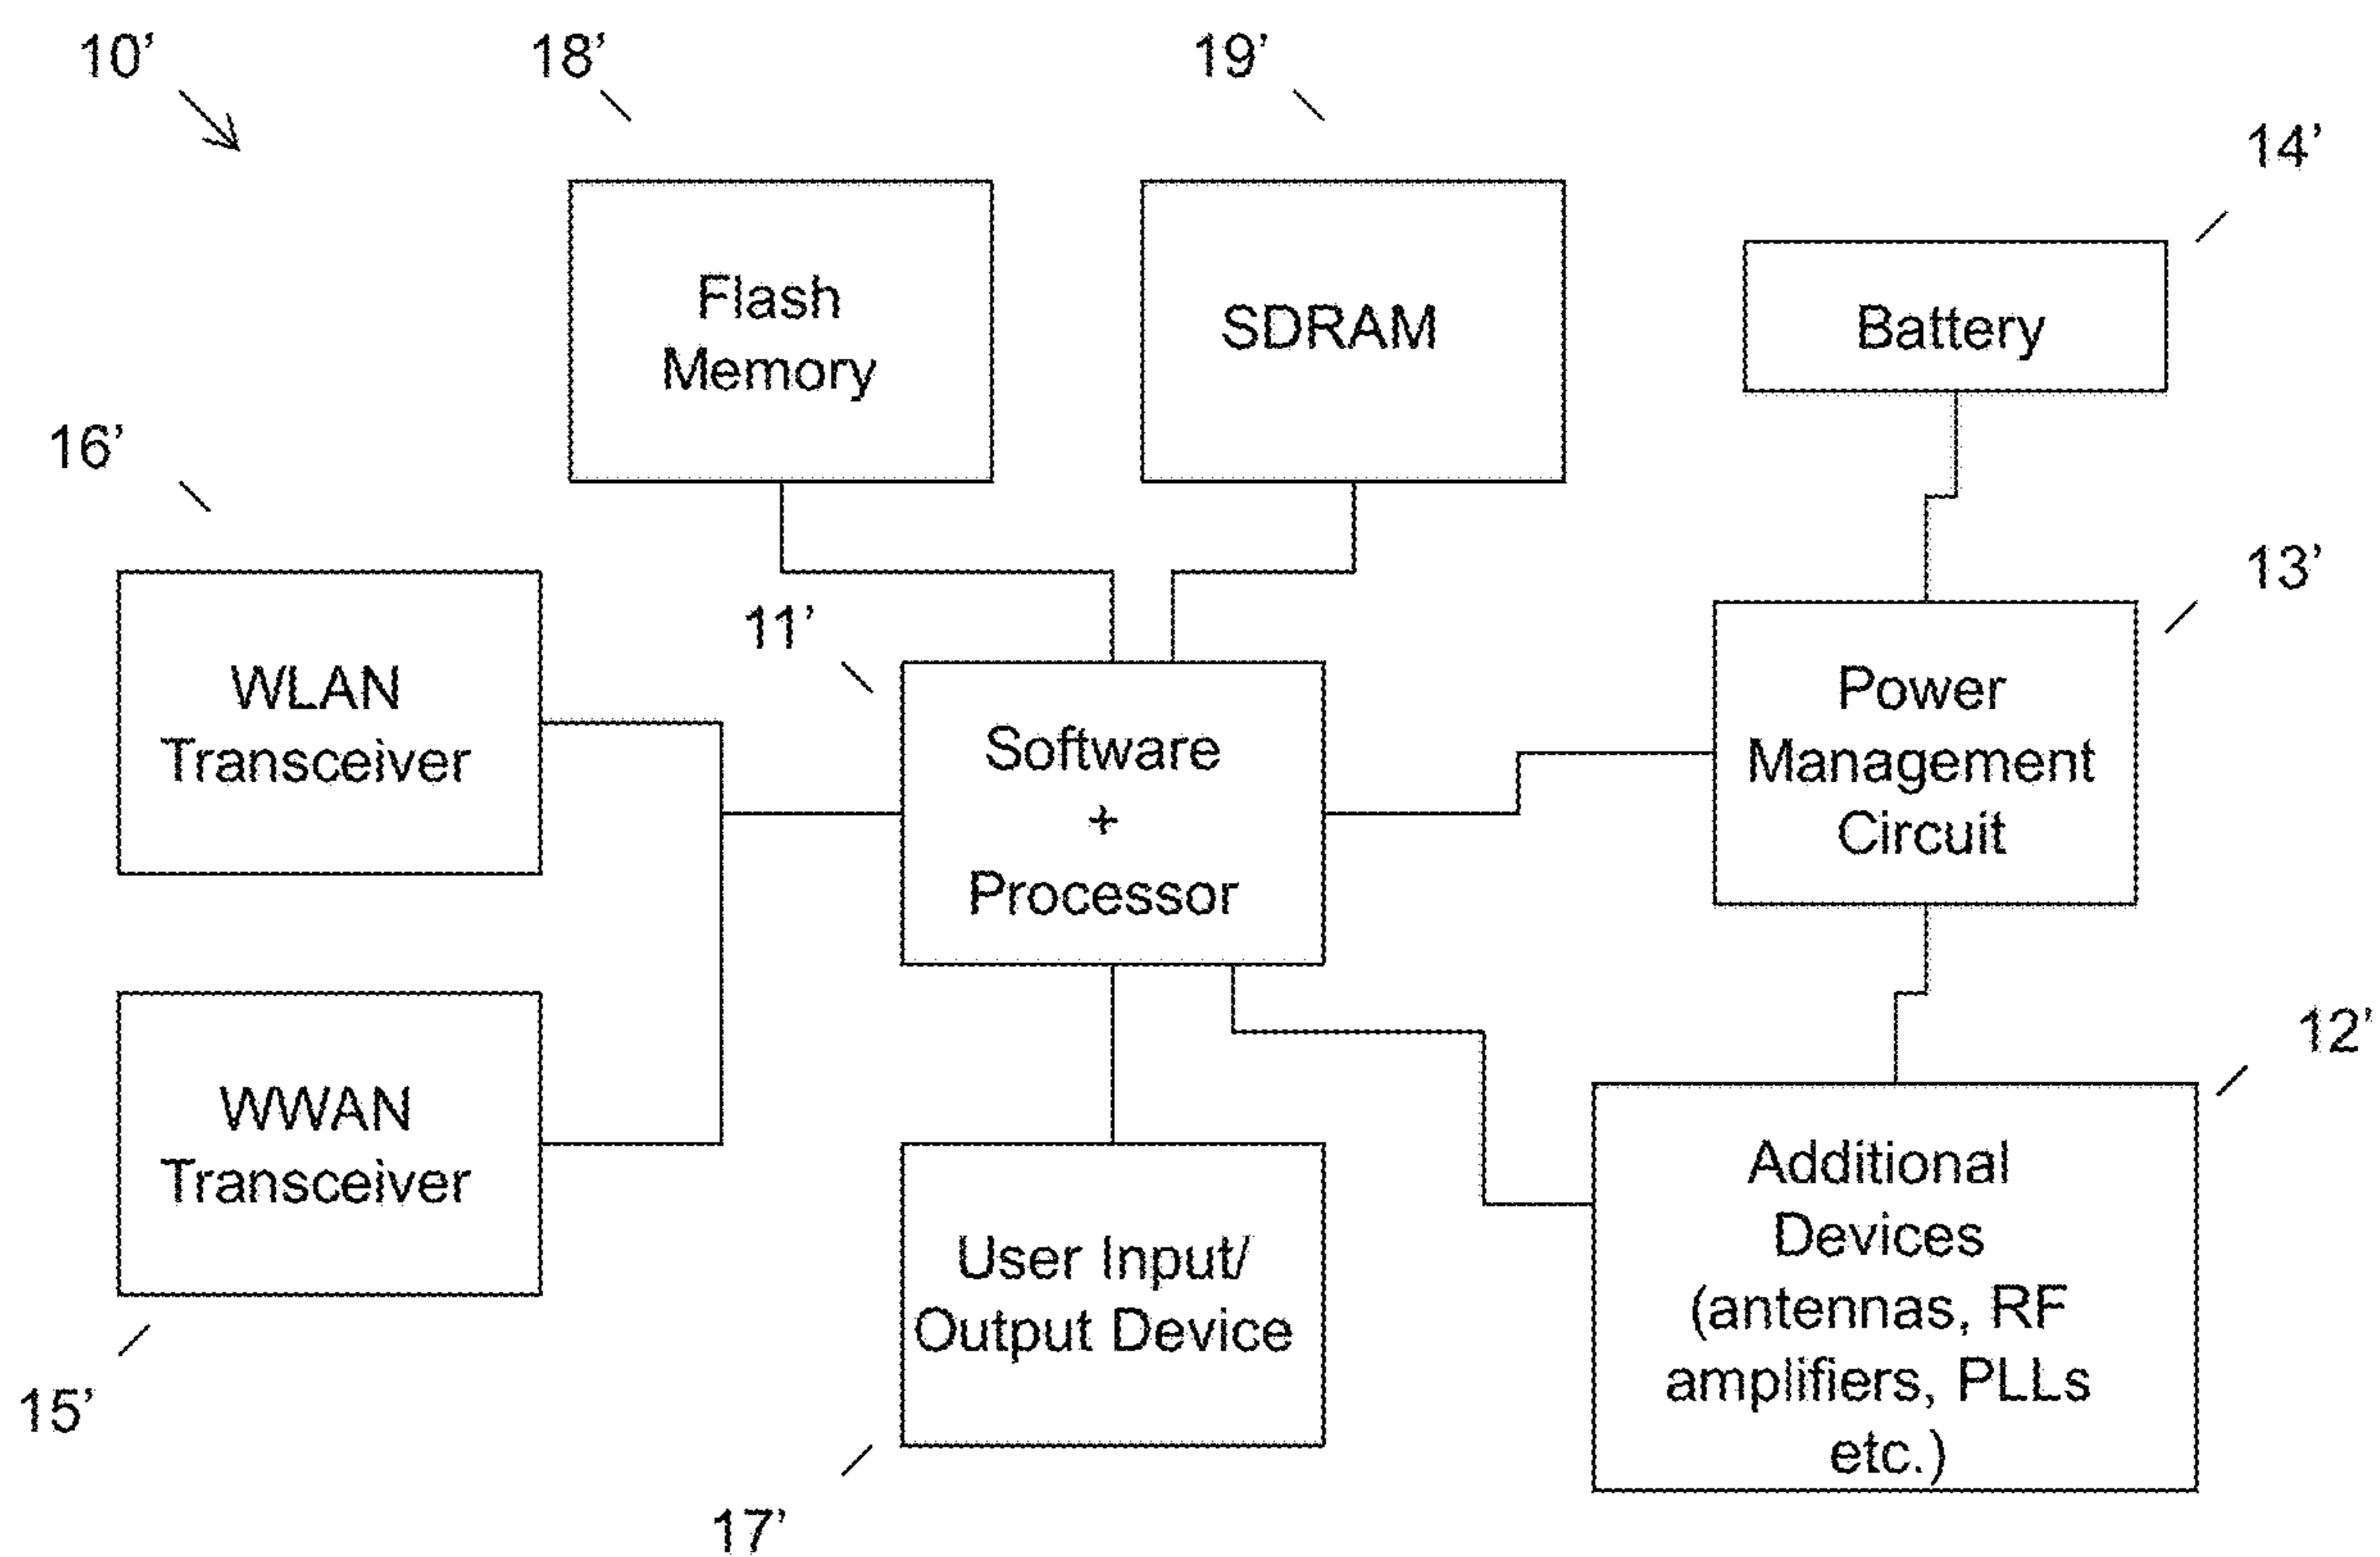 10’
18’
19’
14’
Flash
Memory
SDRAM
Battery
16’
13’
11’
WLAN
Transceiver
Software
+
Processor
Power
Management
Circuit
12’
WWAN
Transceiver
User Input/
Output Device
Additional
Devices
(antennas, RF
amplifiers, PLLs
etc.)
15’
17’